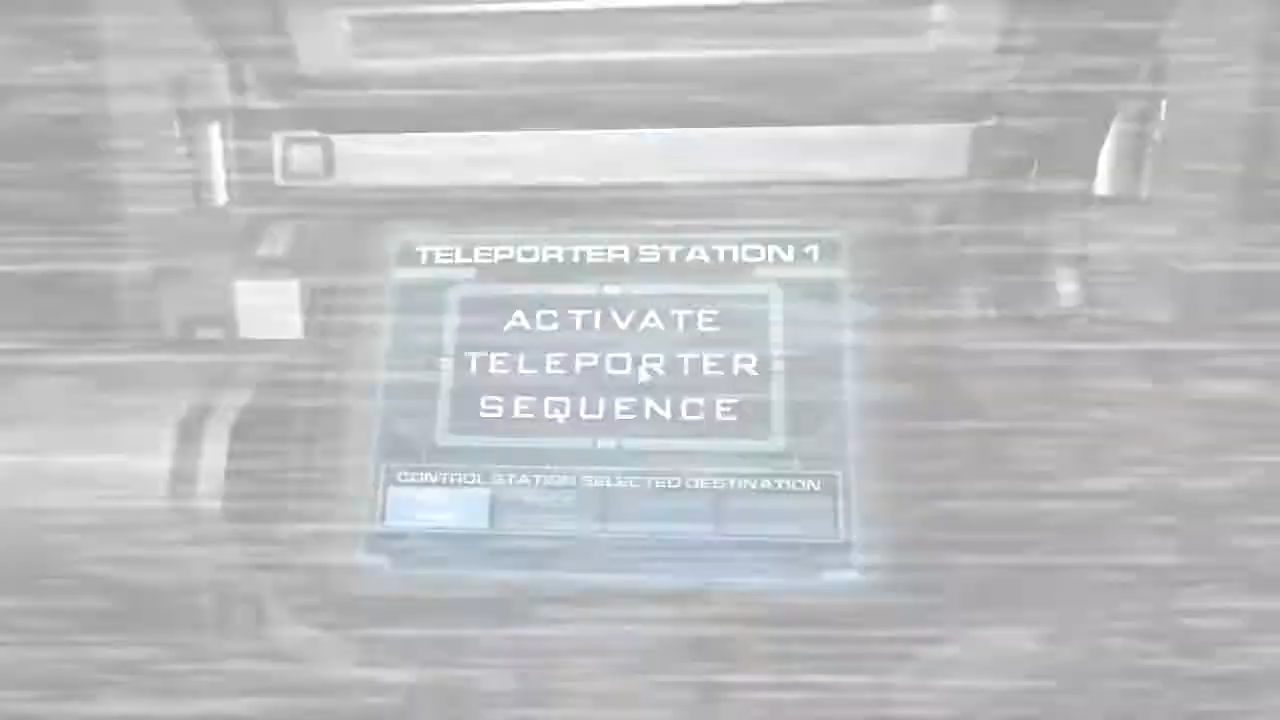 TELEPORTER STATION 1
ACTIVATE
TELEPORTER
SEQUENCE
CONTROL STATION SELECTED DESTINATION